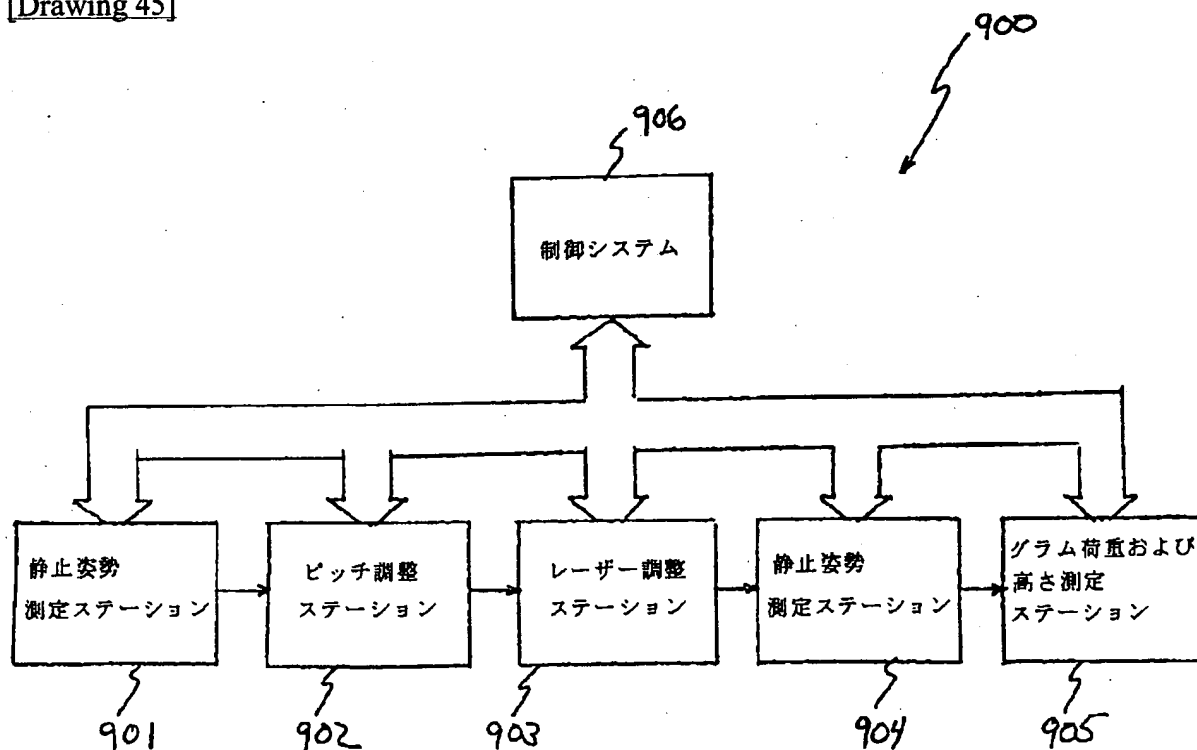 [Drawing 45]
900
906
制御システム
静止姿勢
測定ステーション
ピッチ調整
ステーション
レーザー調整
ステーション
静止姿勢
測定ステーション
グラム荷重および
高さ測定
ステーション
901
902
903
904
905